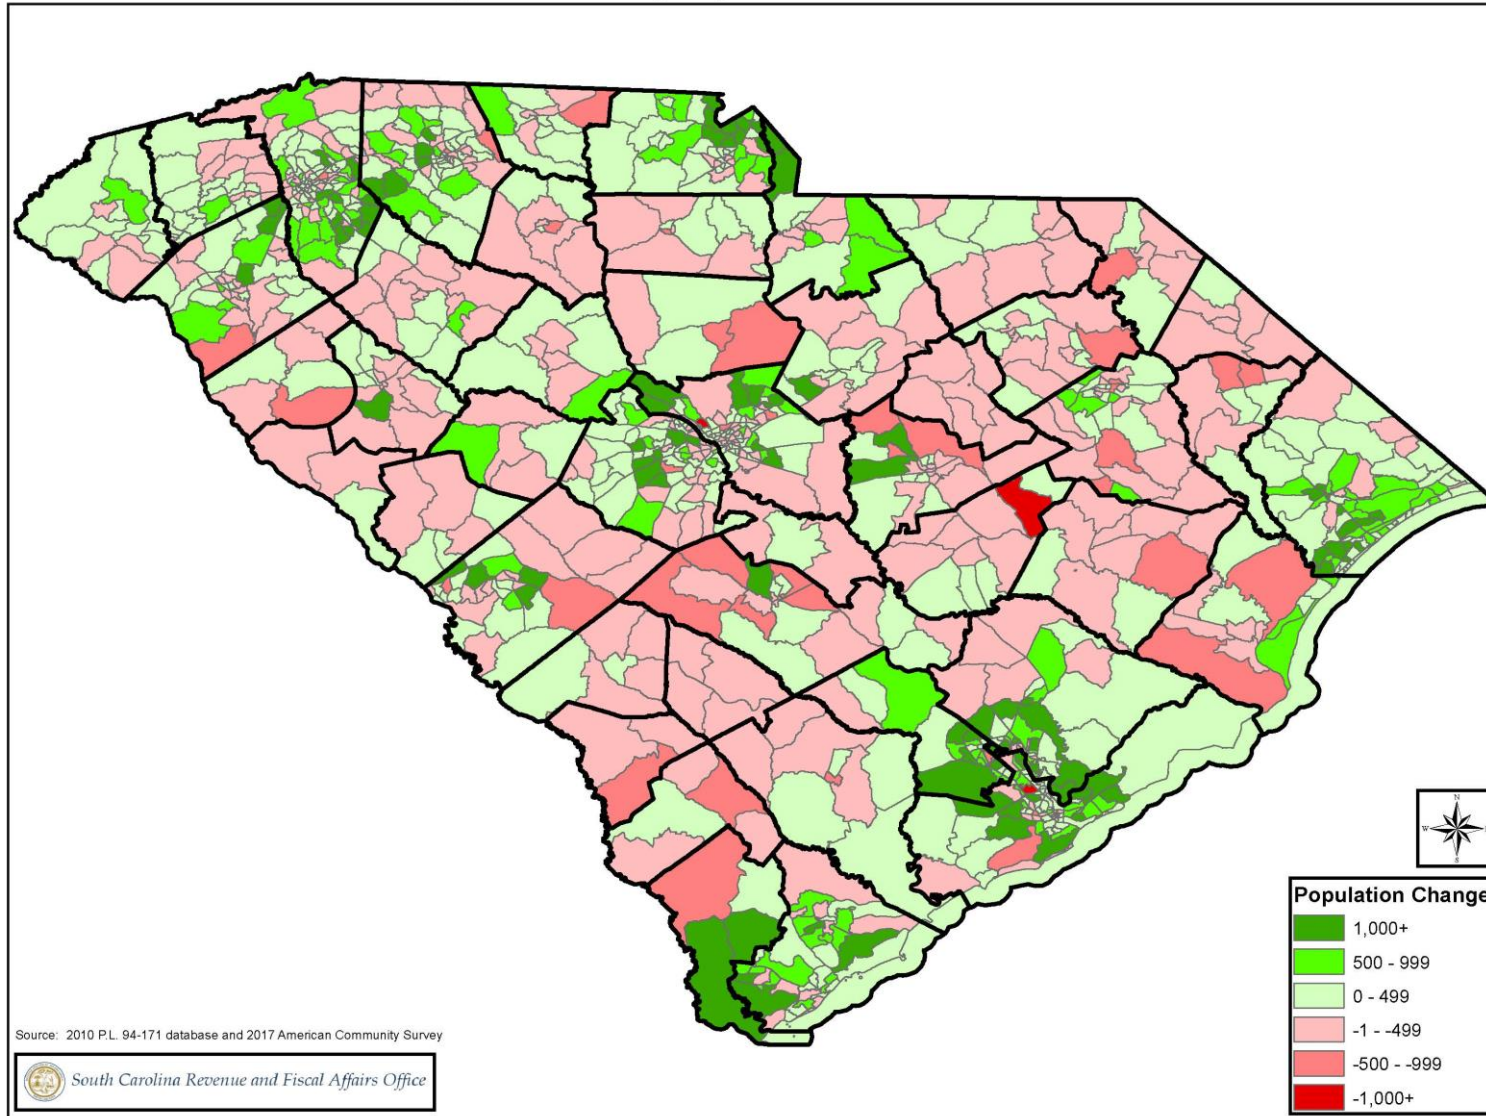 N
W
S
Population Change
1,000+
500 - 999
0 - 499
-1 - -499
-500 - -999
-1,000+
Source: 2010 P.L. 94-171 database and 2017 American Community Survey
South Carolina Revenue and Fiscal Affairs Office